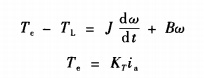 T_e - T_L = J dω/dt + Bω
T_e = K_T i_a